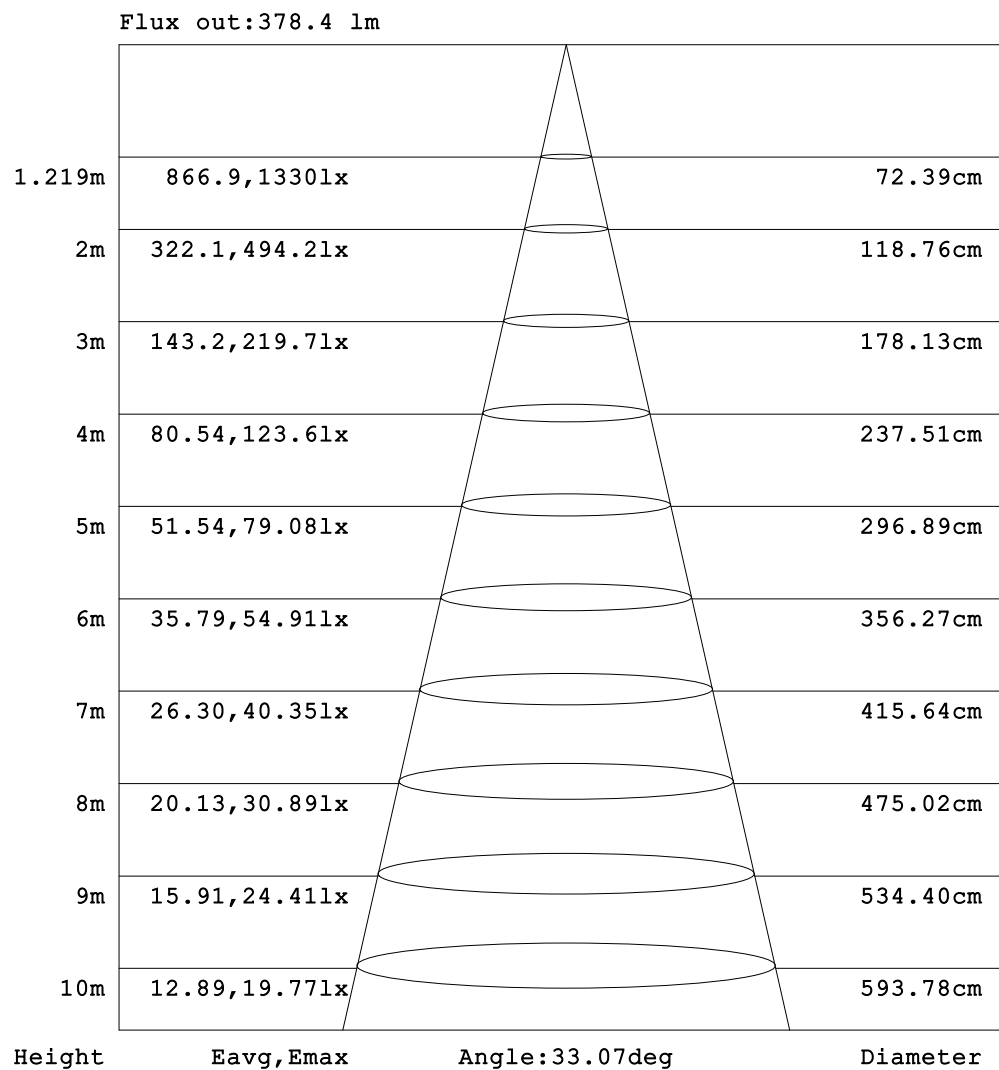 Flux out:378.4 lm
1.219m 866.9,1330lx 72.39cm
2m 322.1,494.2lx 118.76cm
3m 143.2,219.7lx 178.13cm
4m 80.54,123.6lx 237.51cm
5m 51.54,79.08lx 296.89cm
6m 35.79,54.91lx 356.27cm
7m 26.30,40.35lx 415.64cm
8m 20.13,30.89lx 475.02cm
9m 15.91,24.41lx 534.40cm
10m 12.89,19.77lx 593.78cm
Height Eavg,Emax Angle:33.07deg Diameter